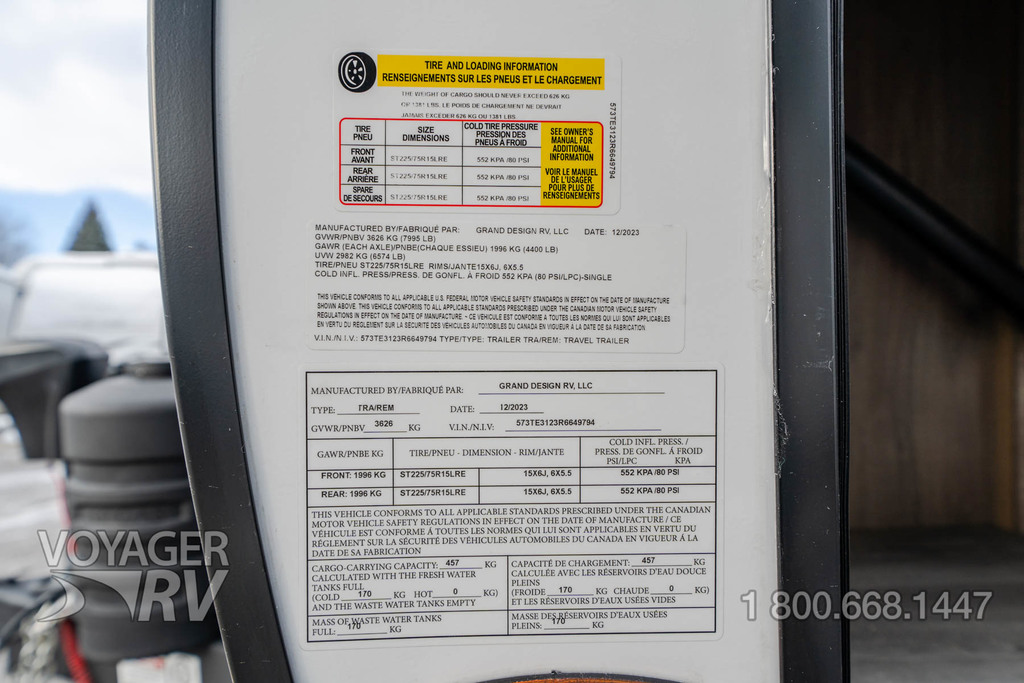 TIRE AND LOADING INFORMATION
RENSEIGNEMENTS SUR LES PNEUS ET LE CHARGEMENT
THE WEIGHT OF CARGO SHOULD NEVER EXCEED 626 KG
OR 1381 LBS. LE POIDS DE CHARGEMENT NE DEVRAIT
JAMAIS EXCEDER 626 KG OU 1381 LBS
573TE3123R6649794
TIRE PNEU SIZE DIMENSIONS COLD TIRE PRESSURE PRESSION DES PNEUS À FROID
FRONT AVANT ST225/75R15LRE 552 KPA /80 PSI
REAR ARRIÈRE ST225/75R15LRE 552 KPA /80 PSI
SPARE DE SECOURS ST225/75R15LRE 552 KPA /80 PSI
SEE OWNER'S
MANUAL FOR
ADDITIONAL
INFORMATION
VOIR LE MANUEL
DE L'USAGER
POUR PLUS DE
RENSEIGNEMENTS
MANUFACTURED BY/FABRIQUÉ PAR: GRAND DESIGN RV, LLC DATE: 12/2023
GVWR/PNBV 3626 KG (7995 LB)
GAWR (EACH AXLE)/PNBE(CHAQUE ESSIEU) 1996 KG (4400 LB)
UVW 2982 KG (6574 LB)
TIRE/PNEU ST225/75R15LRE RIMS/JANTE15X6J, 6X5.5
COLD INFL. PRESS/PRESS. DE GONFL. À FROID 552 KPA (80 PSI/LPC)-SINGLE
THIS VEHICLE CONFORMS TO ALL APPLICABLE U.S. FEDERAL MOTOR VEHICLE SAFETY STANDARDS IN EFFECT ON THE DATE OF MANUFACTURE
SHOWN ABOVE. THIS VEHICLE CONFORMS TO ALL APPLICABLE STANDARDS PRESCRIBED UNDER THE CANADIAN MOTOR VEHICLE SAFETY
REGULATIONS IN EFFECT ON THE DATE OF MANUFACTURE. - CE VEHICULE EST CONFORME A TOUTES LES NORMES QUI LUI SONT APPLICABLES
EN VERTU DU REGLEMENT SUR LA SECURITE DES VEHICULES AUTOMOBILES DU CANADA EN VIGUEUR A LA DATE DE SA FABRICATION.
V.I.N./N.I.V.: 573TE3123R6649794 TYPE/TYPE: TRAILER TRA/REM: TRAVEL TRAILER
MANUFACTURED BY/FABRIQUÉ PAR: GRAND DESIGN RV, LLC
TYPE: TRA/REM DATE: 12/2023
GVWR/PNBV 3626 KG V.I.N./N.I.V: 573TE3123R6649794
GAWR/PNBE KG TIRE/PNEU - DIMENSION - RIM/JANTE COLD INFL. PRESS. / PRESS. DE GONFL. À FROID PSI/LPC KPA
FRONT: 1996 KG ST225/75R15LRE 15X6J, 6X5.5 552 KPA /80 PSI
REAR: 1996 KG ST225/75R15LRE 15X6J, 6X5.5 552 KPA /80 PSI
THIS VEHICLE CONFORMS TO ALL APPLICABLE STANDARDS PRESCRIBED UNDER THE CANADIAN
MOTOR VEHICLE SAFETY REGULATIONS IN EFFECT ON THE DATE OF MANUFACTURE / CE
VÉHICULE EST CONFORME À TOUTES LES NORMES QUI LUI SONT APPLICABLES EN VERTU DU
RÉGLEMENT SUR LA SÉCURITÉ DES VÉHICULES AUTOMOBILES DU CANADA EN VIGUEUR À LA
DATE DE SA FABRICATION
CARGO-CARRYING CAPACITY: 457 KG
CALCULATED WITH THE FRESH WATER
TANKS FULL
(COLD 170 KG HOT 0 KG)
AND THE WASTE WATER TANKS EMPTY
CAPACITÉ DE CHARGEMENT: 457 KG
CALCULÉE AVEC LES RÉSERVOIRS D'EAU DOUCE
PLEINS
(FROIDE 170 KG CHAUDE 0 KG)
ET LES RÉSERVOIRS D'EAUX USÉES VIDES
MASS OF WASTE WATER TANKS
FULL: 170 KG
MASSE DES RÉSERVOIRS D'EAUX USÉES
PLEINS: 170 KG
VOYAGER
RV
1 800.668.1447